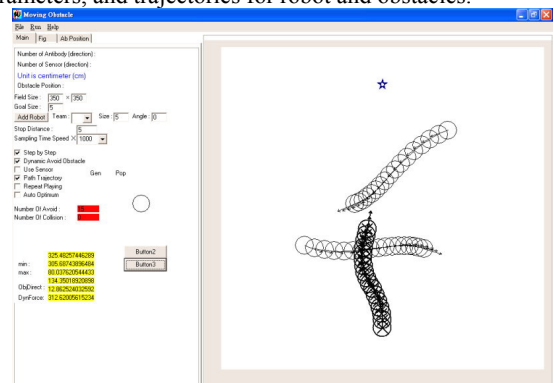 rameters, and trajectories for robot and obstacles.
Moving Obstacle
File Run Help
Main Fig Ab Position
Number of Antibody (direction) :
Number of Sensor (direction) :
Unit is centimeter (cm)
Obstacle Position :
Field Size : 350 × 350
Goal Size : 5
Add Robot Team : Size : 5 Angle : 0
Stop Distance : 5
Sampling Time Speed X 1000
Step by Step
Dynamic Avoid Obstacle
Use Sensor Gen Pop
Path Trajectory
Repeat Playing
Auto Optimum
Number Of Avoid :
Number Of Collision :
325.48257446289 Button2
min : 305.68743896484 Button3
max : 80.037620544433
134.35018920898
ObjDirect : 12.862524032592
DynForce: 312.62005615234